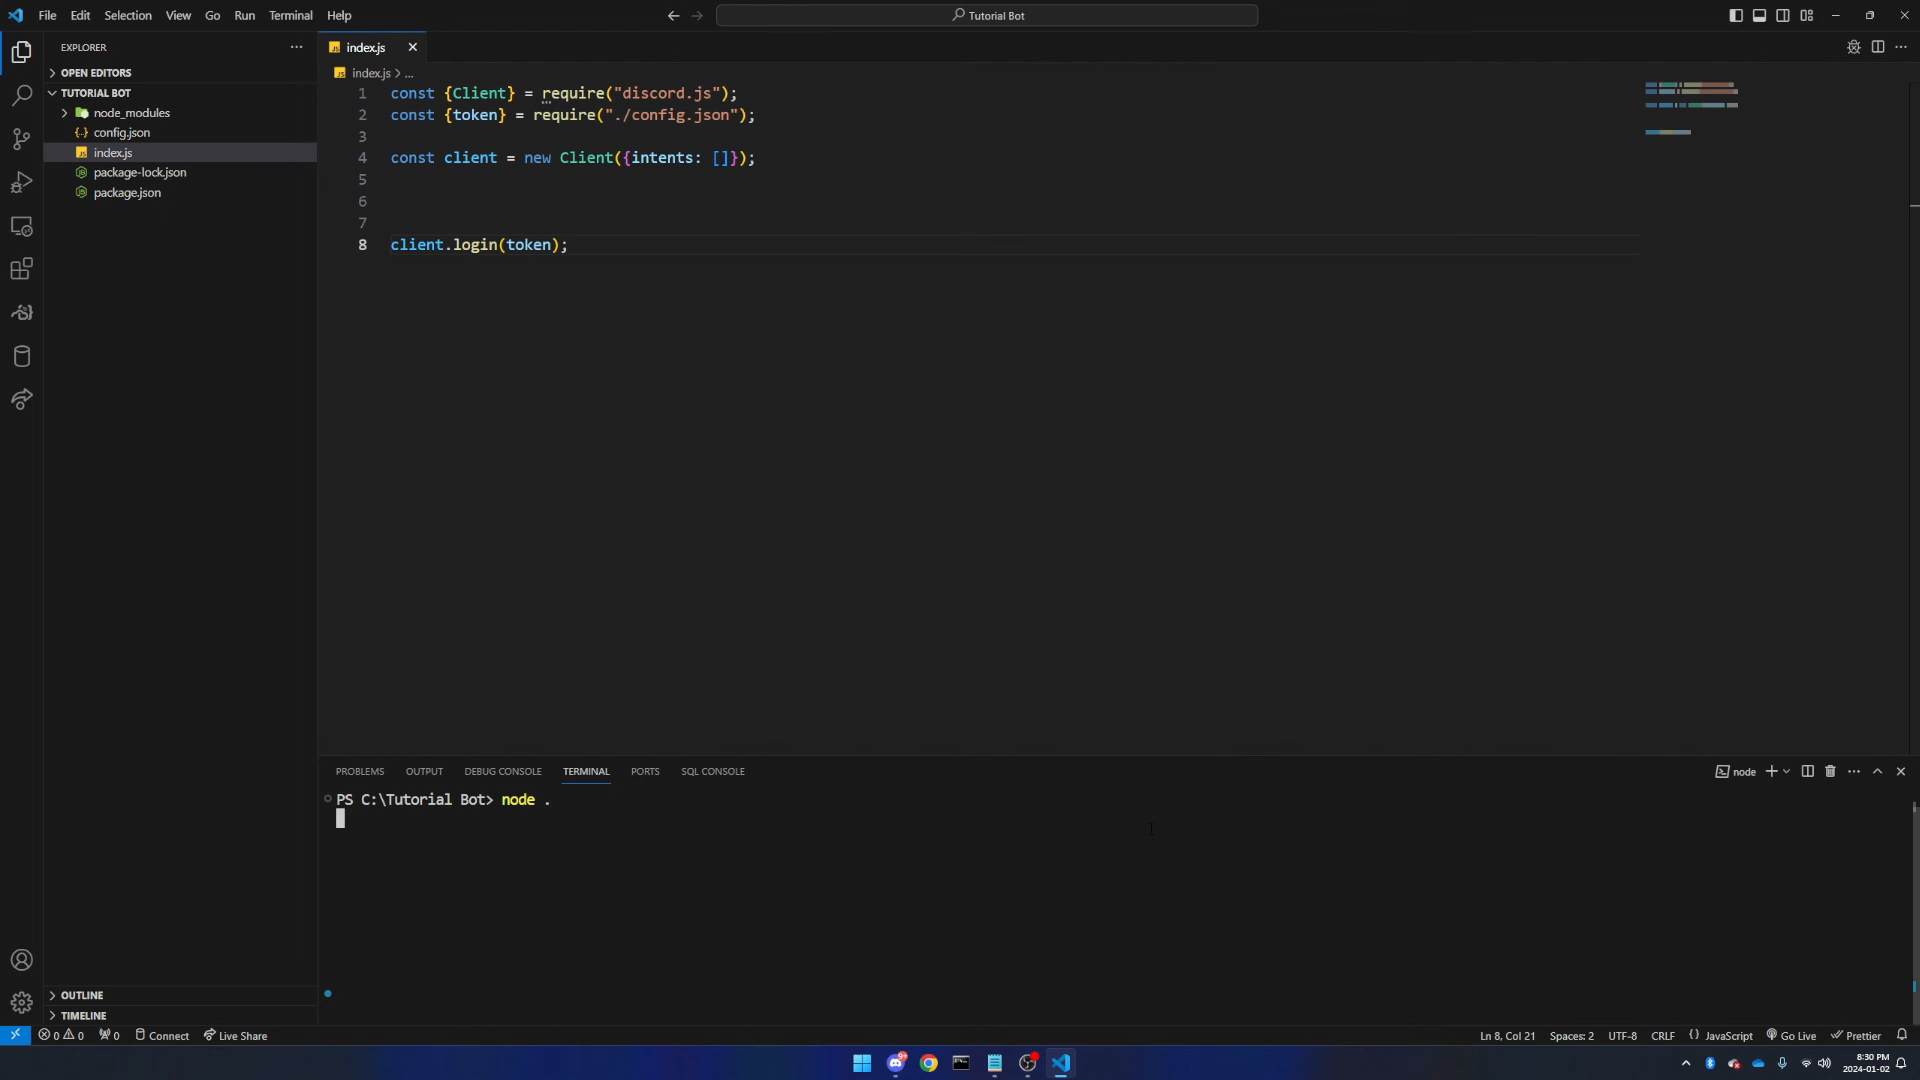 File Edit Selection View Go Run Terminal Help
Tutorial Bot
EXPLORER
index.js
OPEN EDITORS
index.js > ...
TUTORIAL BOT
node_modules
config.json
index.js
package-lock.json
package.json
1 const {Client} = require("discord.js");
2 const {token} = require("./config.json");
3
4 const client = new Client({intents: []});
5
6
7
8 client.login(token);
PROBLEMS OUTPUT DEBUG CONSOLE TERMINAL PORTS SQL CONSOLE
node
PS C:\Tutorial Bot> node .
OUTLINE
TIMELINE
0 0 0 Connect Live Share
Ln 8, Col 21 Spaces: 2 UTF-8 CRLF {} JavaScript Go Live Prettier
9+
8:30 PM
2024-01-02